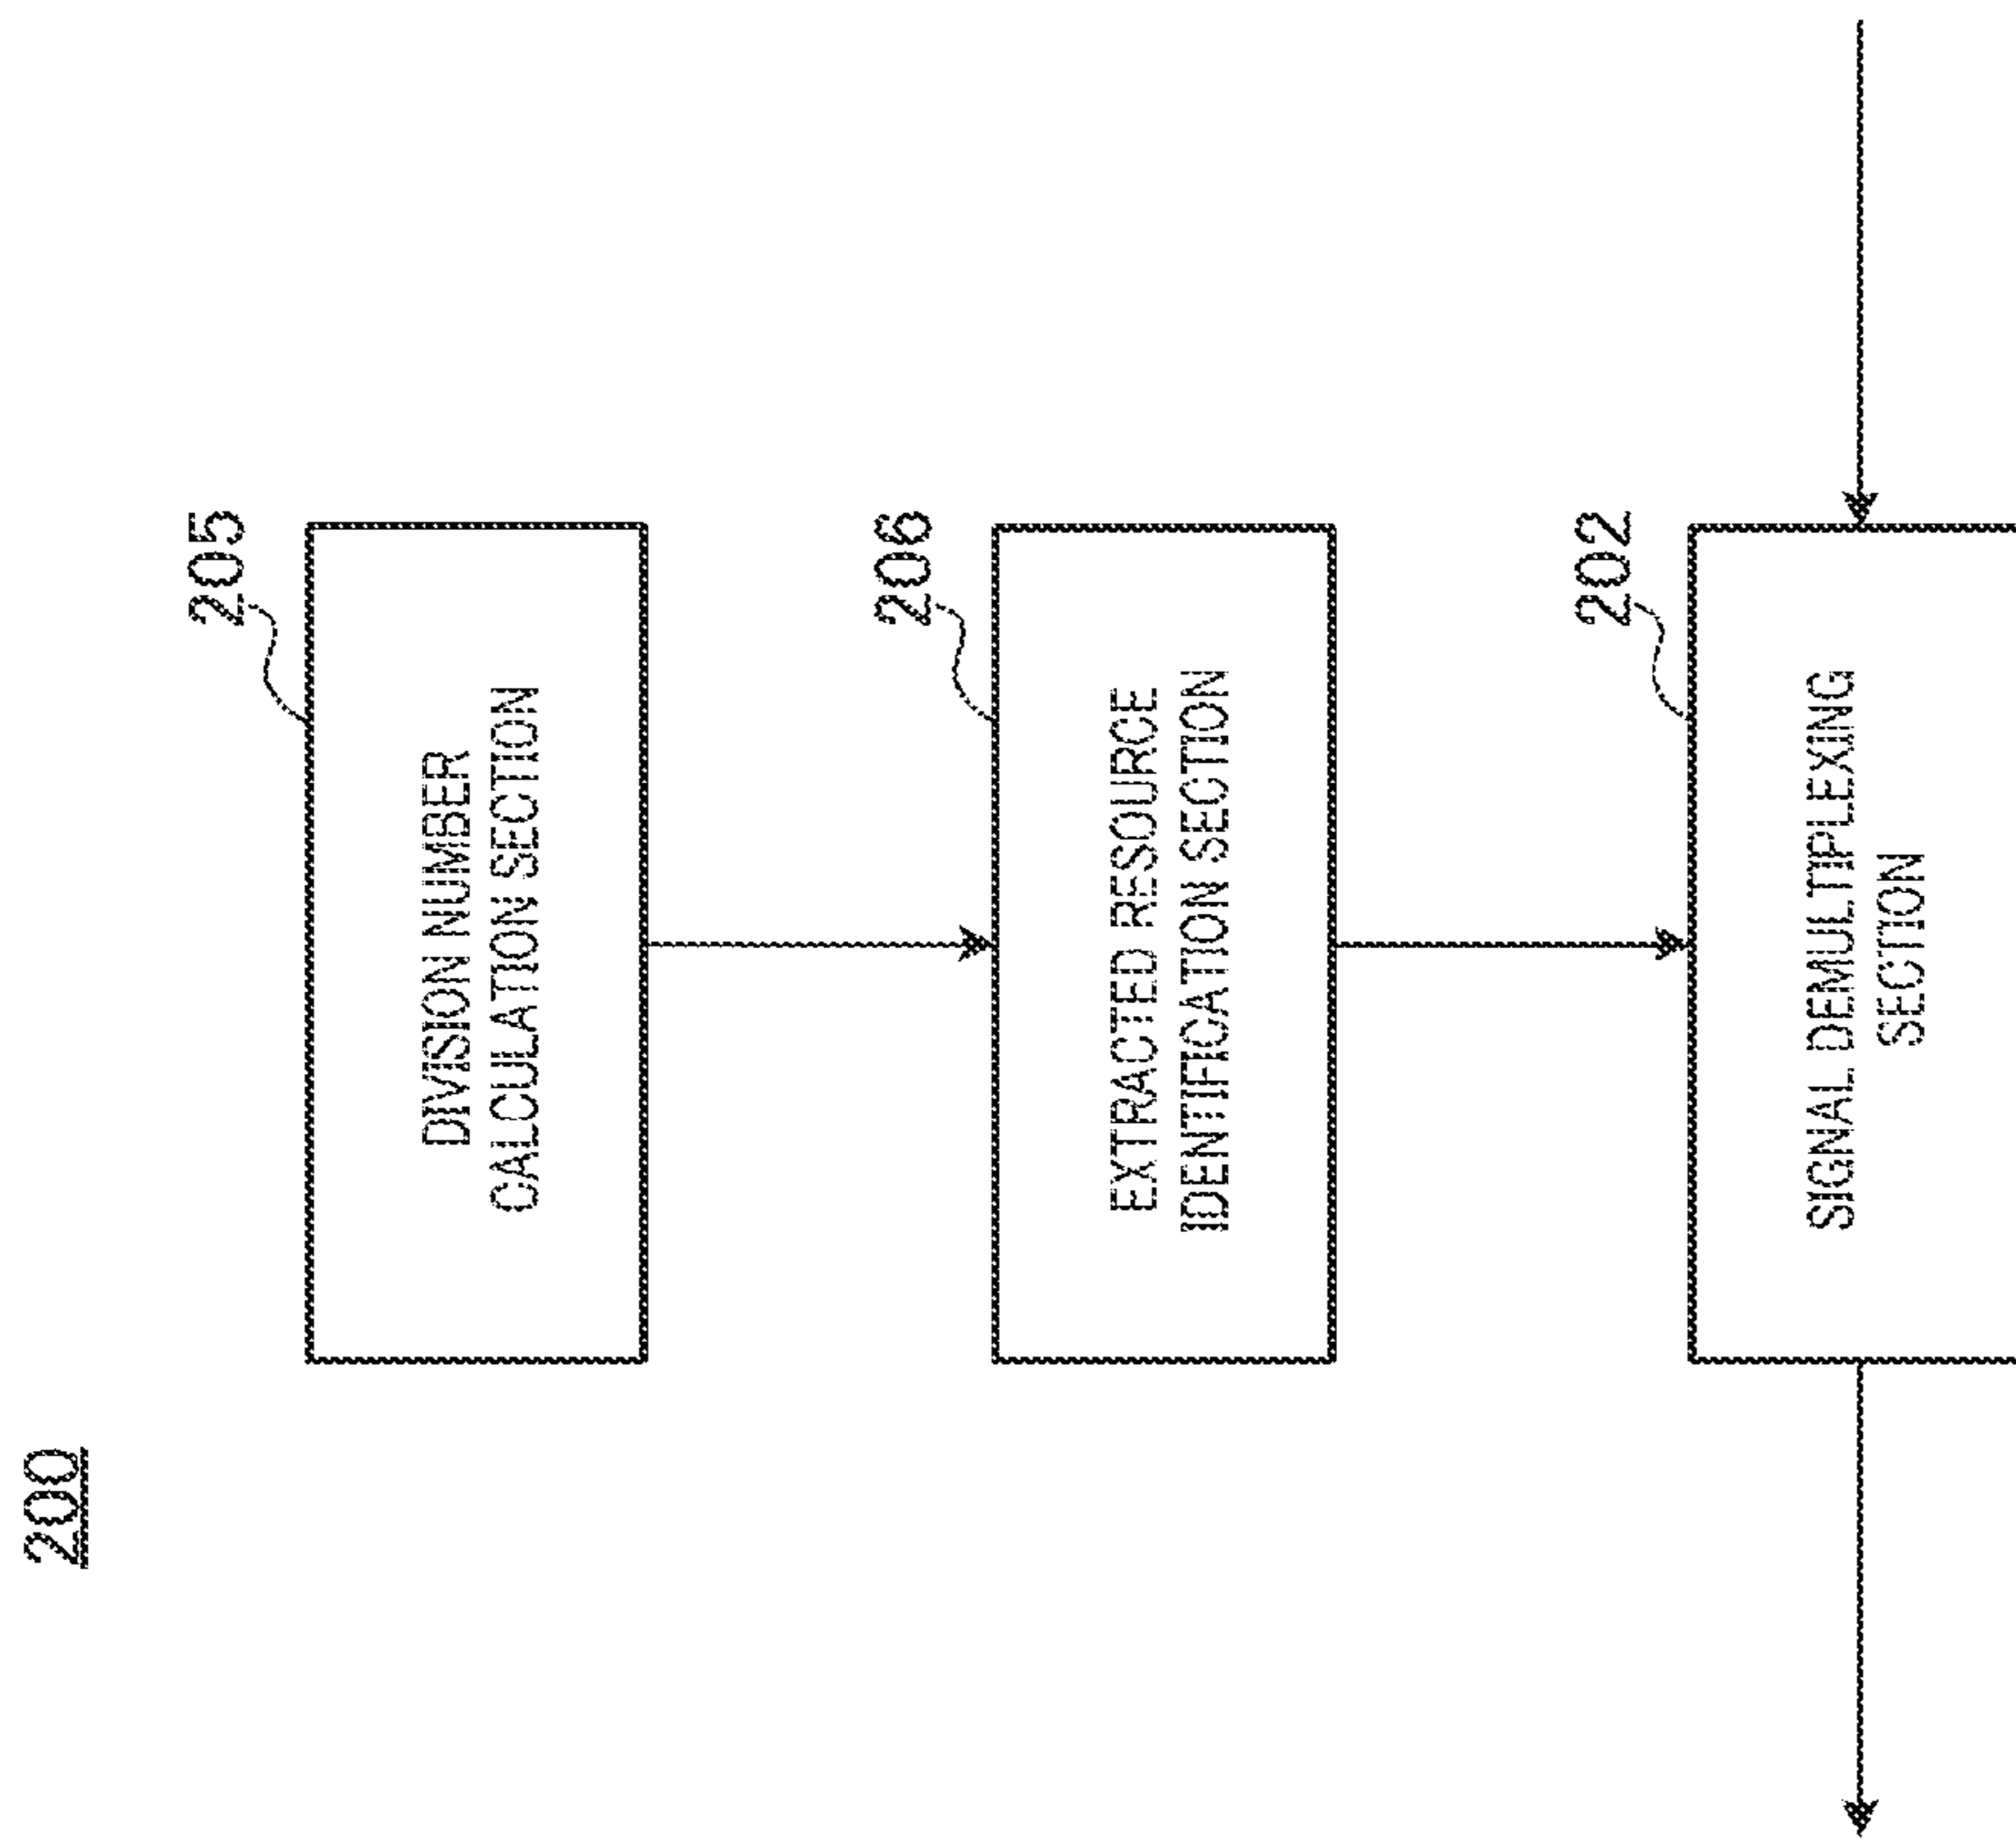 200
205
DIVISION NUMBER
CALCULATION SECTION
206
EXTRACTED RESOURCE
IDENTIFICATION SECTION
202
SIGNAL DEMULTIPLEXING
SECTION